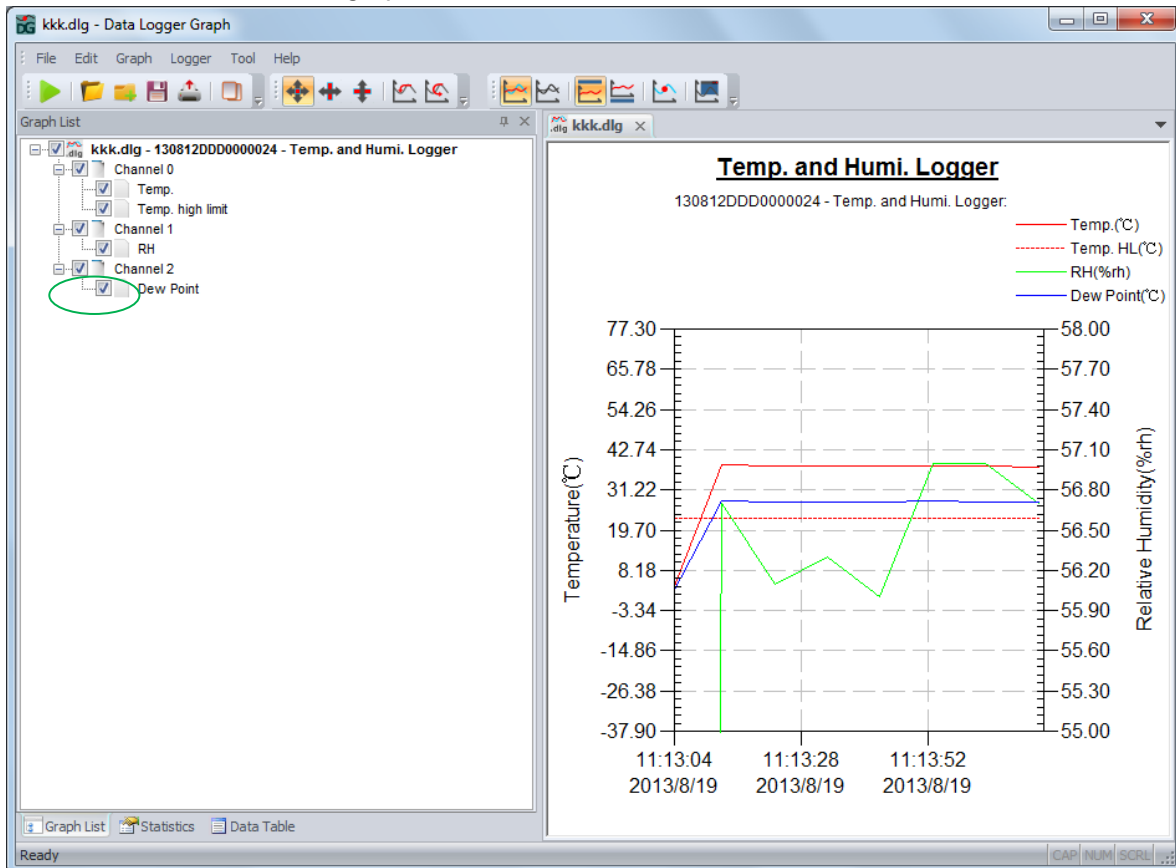 kkk.dlg - Data Logger Graph
File Edit Graph Logger Tool Help
Graph List
kkk.dlg
kkk.dlg - 130812DDD0000024 - Temp. and Humi. Logger
Channel 0
Temp.
Temp. high limit
Channel 1
RH
Channel 2
Dew Point
Temp. and Humi. Logger
130812DDD0000024 - Temp. and Humi. Logger:
Temp.(℃)
Temp. HL(℃)
RH(%rh)
Dew Point(℃)
77.30
65.78
54.26
42.74
31.22
19.70
8.18
-3.34
-14.86
-26.38
-37.90
Temperature(℃)
58.00
57.70
57.40
57.10
56.80
56.50
56.20
55.90
55.60
55.30
55.00
Relative Humidity(%rh)
11:13:04 11:13:28 11:13:52
2013/8/19 2013/8/19 2013/8/19
Graph List Statistics Data Table
Ready
CAP NUM SCRL